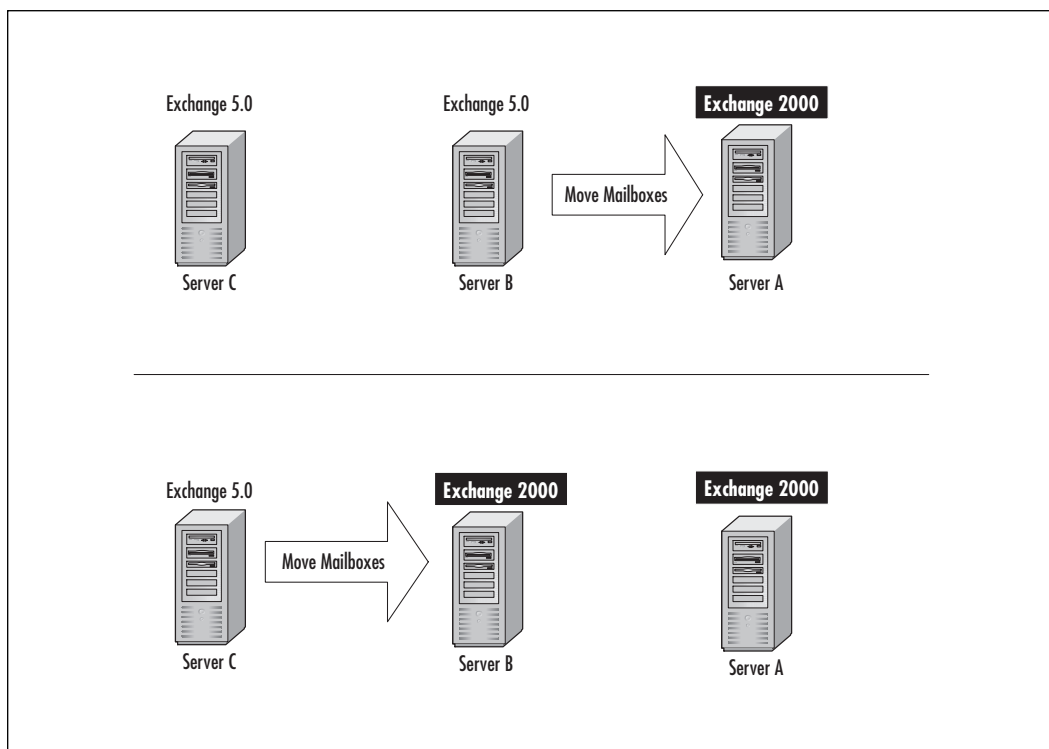 Exchange 5.0
Exchange 5.0
Exchange 2000
Move Mailboxes
Server C
Server B
Server A
Exchange 5.0
Exchange 2000
Exchange 2000
Move Mailboxes
Server C
Server B
Server A